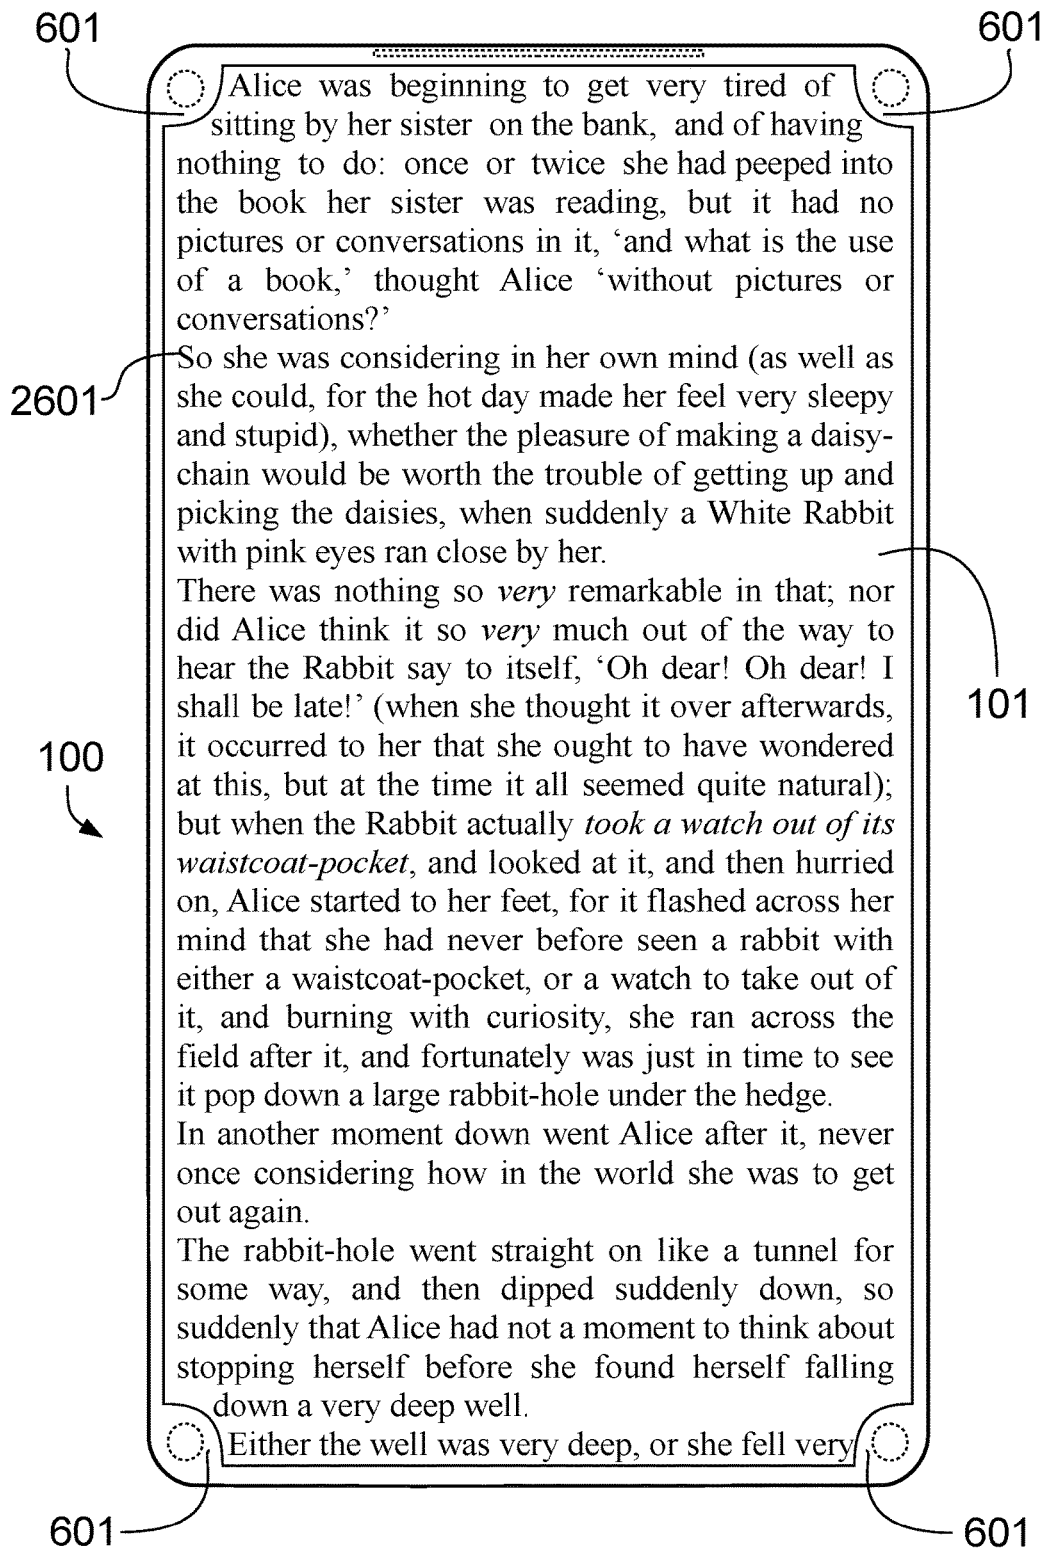 601
601
Alice was beginning to get very tired of
sitting by her sister on the bank, and of having
nothing to do: once or twice she had peeped into
the book her sister was reading, but it had no
pictures or conversations in it, ‘and what is the use
of a book,’ thought Alice ‘without pictures or
conversations?’
So she was considering in her own mind (as well as
2601
she could, for the hot day made her feel very sleepy
and stupid), whether the pleasure of making a daisy-
chain would be worth the trouble of getting up and
picking the daisies, when suddenly a White Rabbit
with pink eyes ran close by her.
There was nothing so very remarkable in that; nor
did Alice think it so very much out of the way to
hear the Rabbit say to itself, ‘Oh dear! Oh dear! I
shall be late!’ (when she thought it over afterwards,
101
it occurred to her that she ought to have wondered
100
at this, but at the time it all seemed quite natural);
but when the Rabbit actually took a watch out of its
waistcoat-pocket, and looked at it, and then hurried
on, Alice started to her feet, for it flashed across her
mind that she had never before seen a rabbit with
either a waistcoat-pocket, or a watch to take out of
it, and burning with curiosity, she ran across the
field after it, and fortunately was just in time to see
it pop down a large rabbit-hole under the hedge.
In another moment down went Alice after it, never
once considering how in the world she was to get
out again.
The rabbit-hole went straight on like a tunnel for
some way, and then dipped suddenly down, so
suddenly that Alice had not a moment to think about
stopping herself before she found herself falling
down a very deep well.
Either the well was very deep, or she fell very
601
601